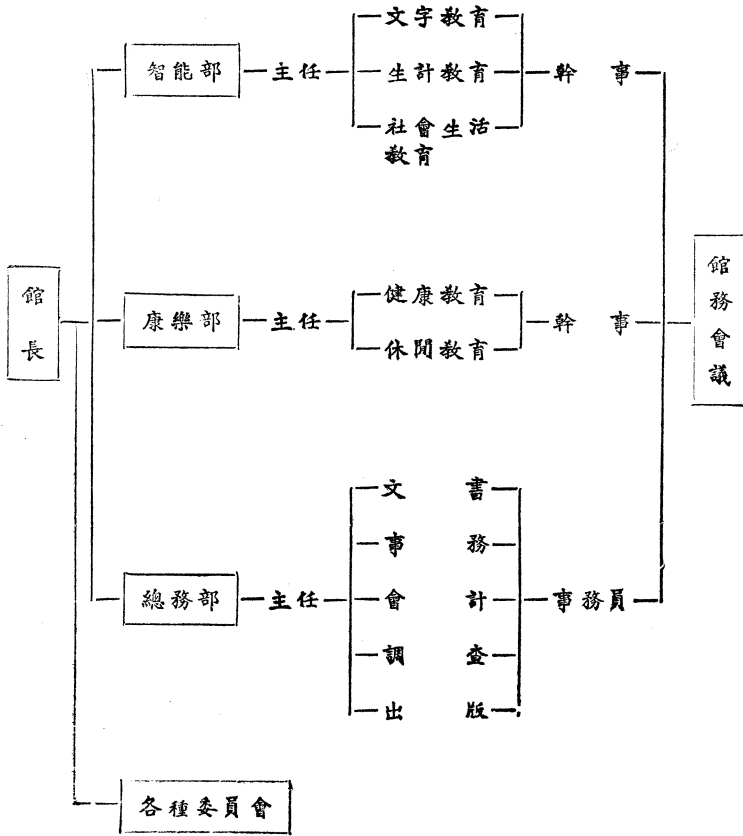 館長
智能部 主任 文字教育
生計教育 幹事
社會生活
教育
康樂部 主任 健康教育
休閒教育 幹事
總務部 主任 文書
事務
會計 事務員
調查
出版
各種委員會
館務會議